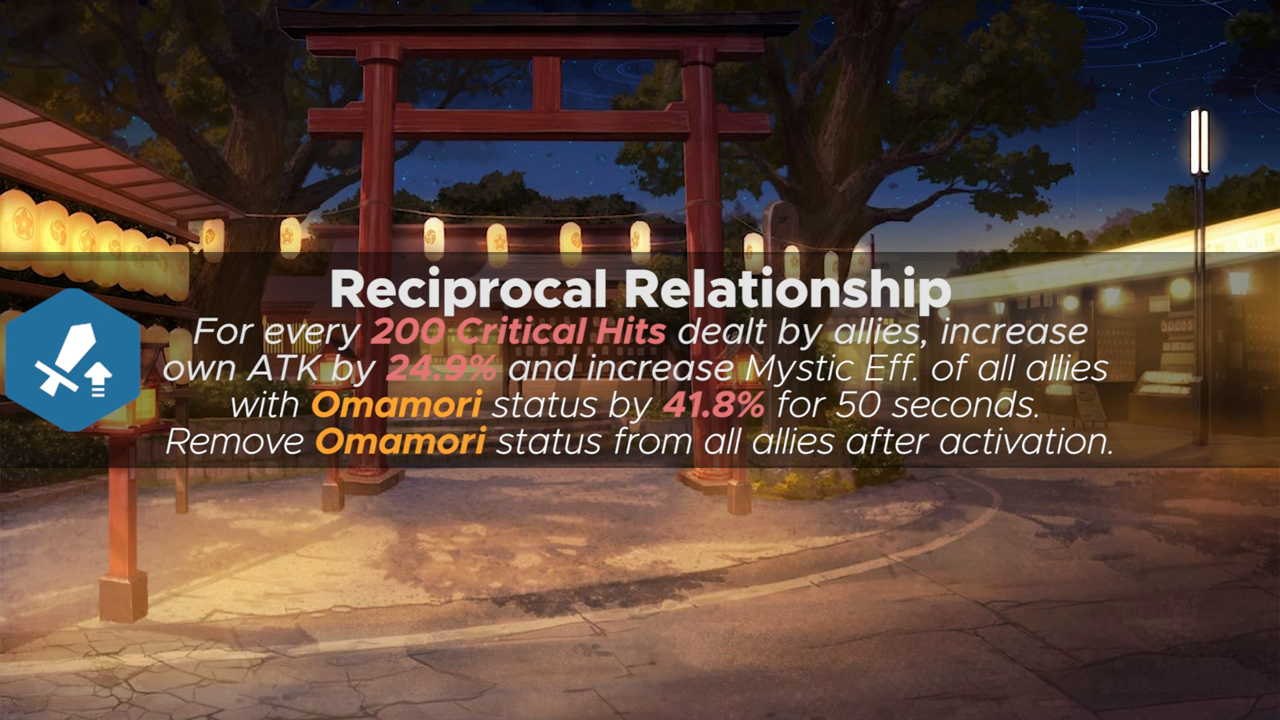 Reciprocal Relationship
For every 200 Critical Hits dealt by allies, increase
own ATK by 24.9% and increase Mystic Eff. of all allies
with Omamori status by 41.8% for 50 seconds.
Remove Omamori status from all allies after activation.